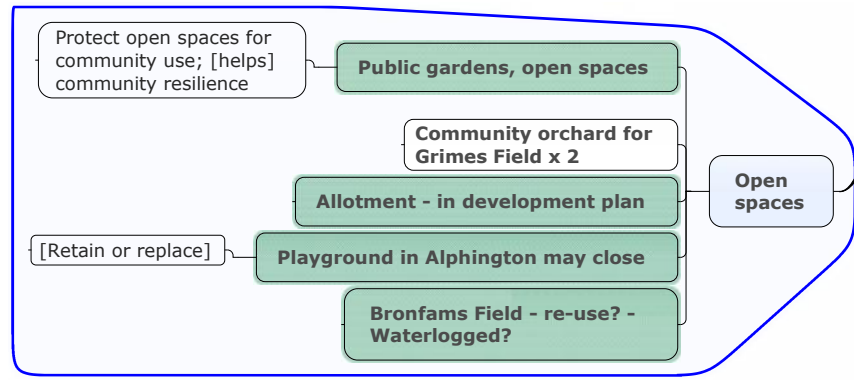 Protect open spaces for
community use; [helps]
community resilience
Public gardens, open spaces
Community orchard for
Grimes Field x 2
Allotment - in development plan
Open
spaces
[Retain or replace]
Playground in Alphington may close
Bronfams Field - re-use? -
Waterlogged?